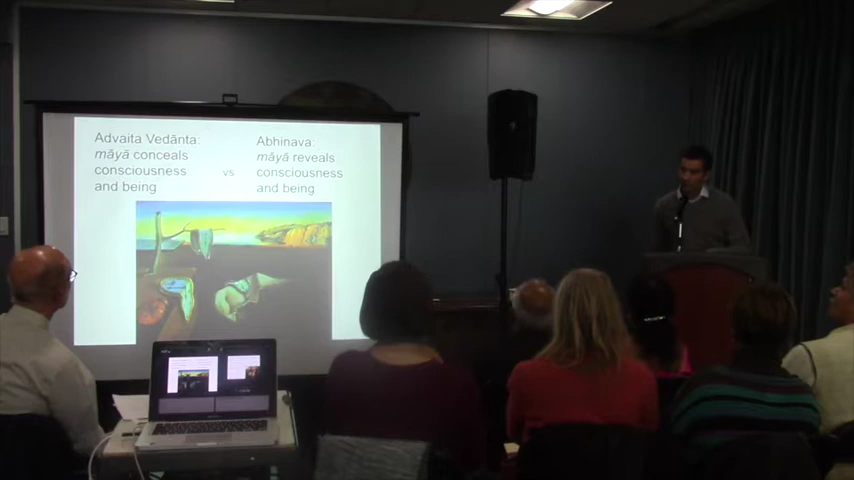 Advaita Vedānta:
māyā conceals
consciousness
and being
vs
Abhinava:
māyā reveals
consciousness
and being